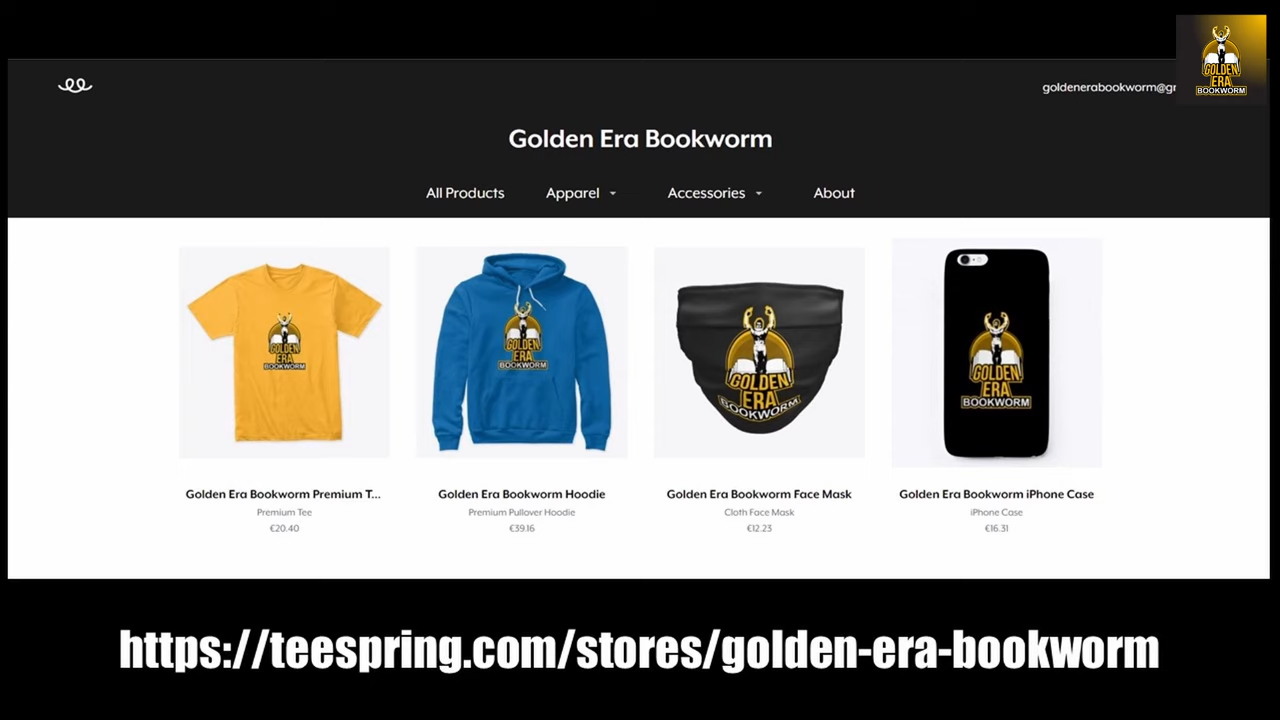 goldenerabookworm@gr
GOLDEN
ERA
BOOKWORM
Golden Era Bookworm
All Products
Apparel
Accessories
About
GOLDEN
ERA
BOOKWORM
GOLDEN
ERA
BOOKWORM
GOLDEN
ERA
BOOKWORM
GOLDEN
ERA
BOOKWORM
Golden Era Bookworm Premium T...
Premium Tee
€20.40
Golden Era Bookworm Hoodie
Premium Pullover Hoodie
€39.16
Golden Era Bookworm Face Mask
Cloth Face Mask
€12.23
Golden Era Bookworm iPhone Case
iPhone Case
€16.31
https://teespring.com/stores/golden-era-bookworm